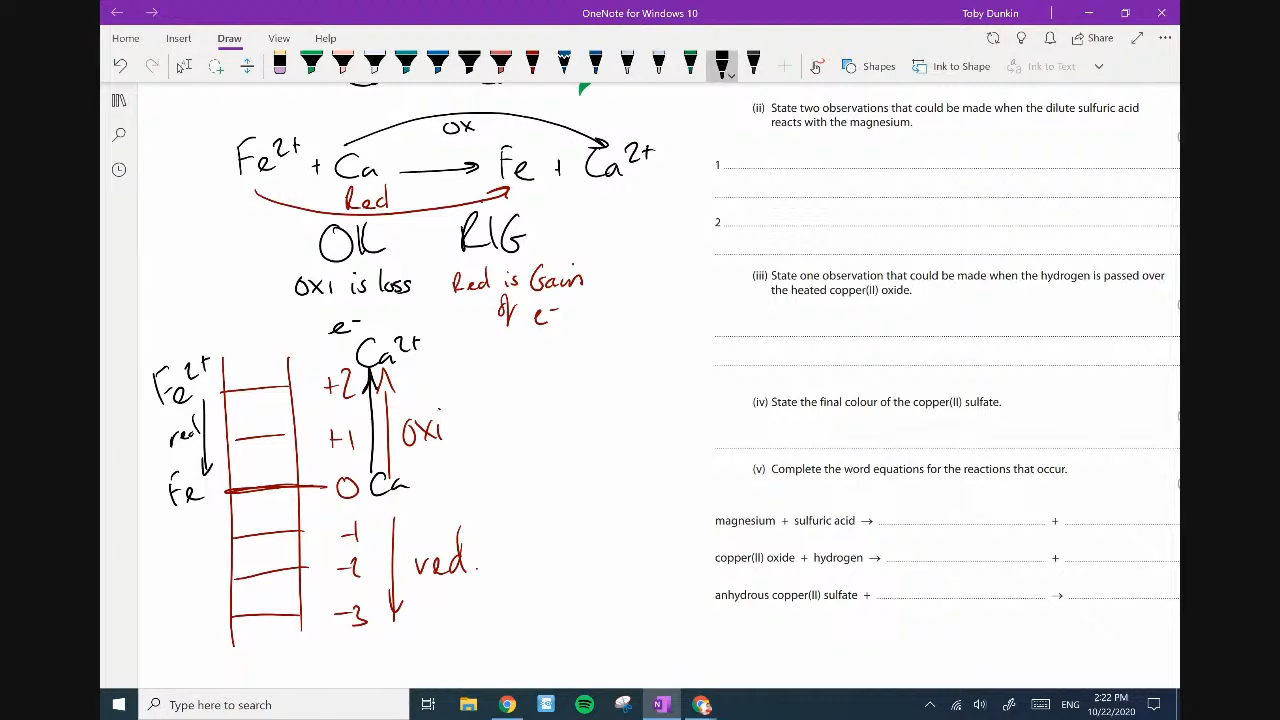 OneNote for Windows 10
Toby Dunkin
Home Insert Draw View Help
Share
Shapes
Ink to Shape
Ink to Text
ox
Fe2+ + Ca → Fe + Ca2+
Red
OIL RIG
oxi is loss
e-
Red is Gain
of e-
Ca2+
Fe2+
red
Fe
+2
+1
0 Ca
-1
-2
-3
oxi
red.
(ii) State two observations that could be made when the dilute sulfuric acid
reacts with the magnesium.
1
2
(iii) State one observation that could be made when the hydrogen is passed over
the heated copper(II) oxide.
(iv) State the final colour of the copper(II) sulfate.
(v) Complete the word equations for the reactions that occur.
magnesium + sulfuric acid → +
copper(II) oxide + hydrogen → +
anhydrous copper(II) sulfate + →
Type here to search
ENG
2:22 PM
10/22/2020